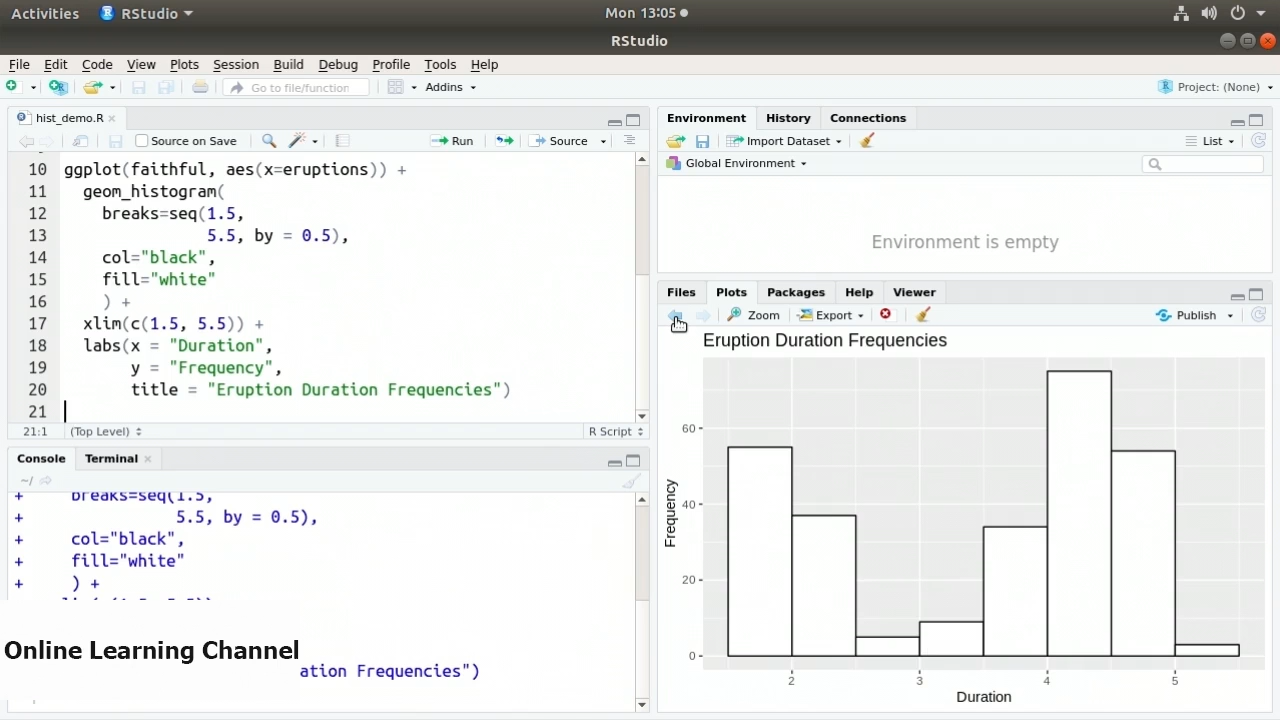 Activities RStudio Mon 13:05
RStudio
File Edit Code View Plots Session Build Debug Profile Tools Help
Go to file/function Addins Project: (None)
hist_demo.R
Source on Save Run Source
10 ggplot(faithful, aes(x=eruptions)) +
11 geom_histogram(
12 breaks=seq(1.5,
13 5.5, by = 0.5),
14 col="black",
15 fill="white"
16 ) +
17 xlim(c(1.5, 5.5)) +
18 labs(x = "Duration",
19 y = "Frequency",
20 title = "Eruption Duration Frequencies")
21
21:1 (Top Level) R Script
Console Terminal
~/
+ breaks=seq(1.5,
+ 5.5, by = 0.5),
+ col="black",
+ fill="white"
+ ) +
Online Learning Channel
ation Frequencies")
Environment History Connections
Import Dataset List
Global Environment
Environment is empty
Files Plots Packages Help Viewer
Zoom Export Publish
Eruption Duration Frequencies
Frequency
60
40
20
0
2 3 4 5
Duration